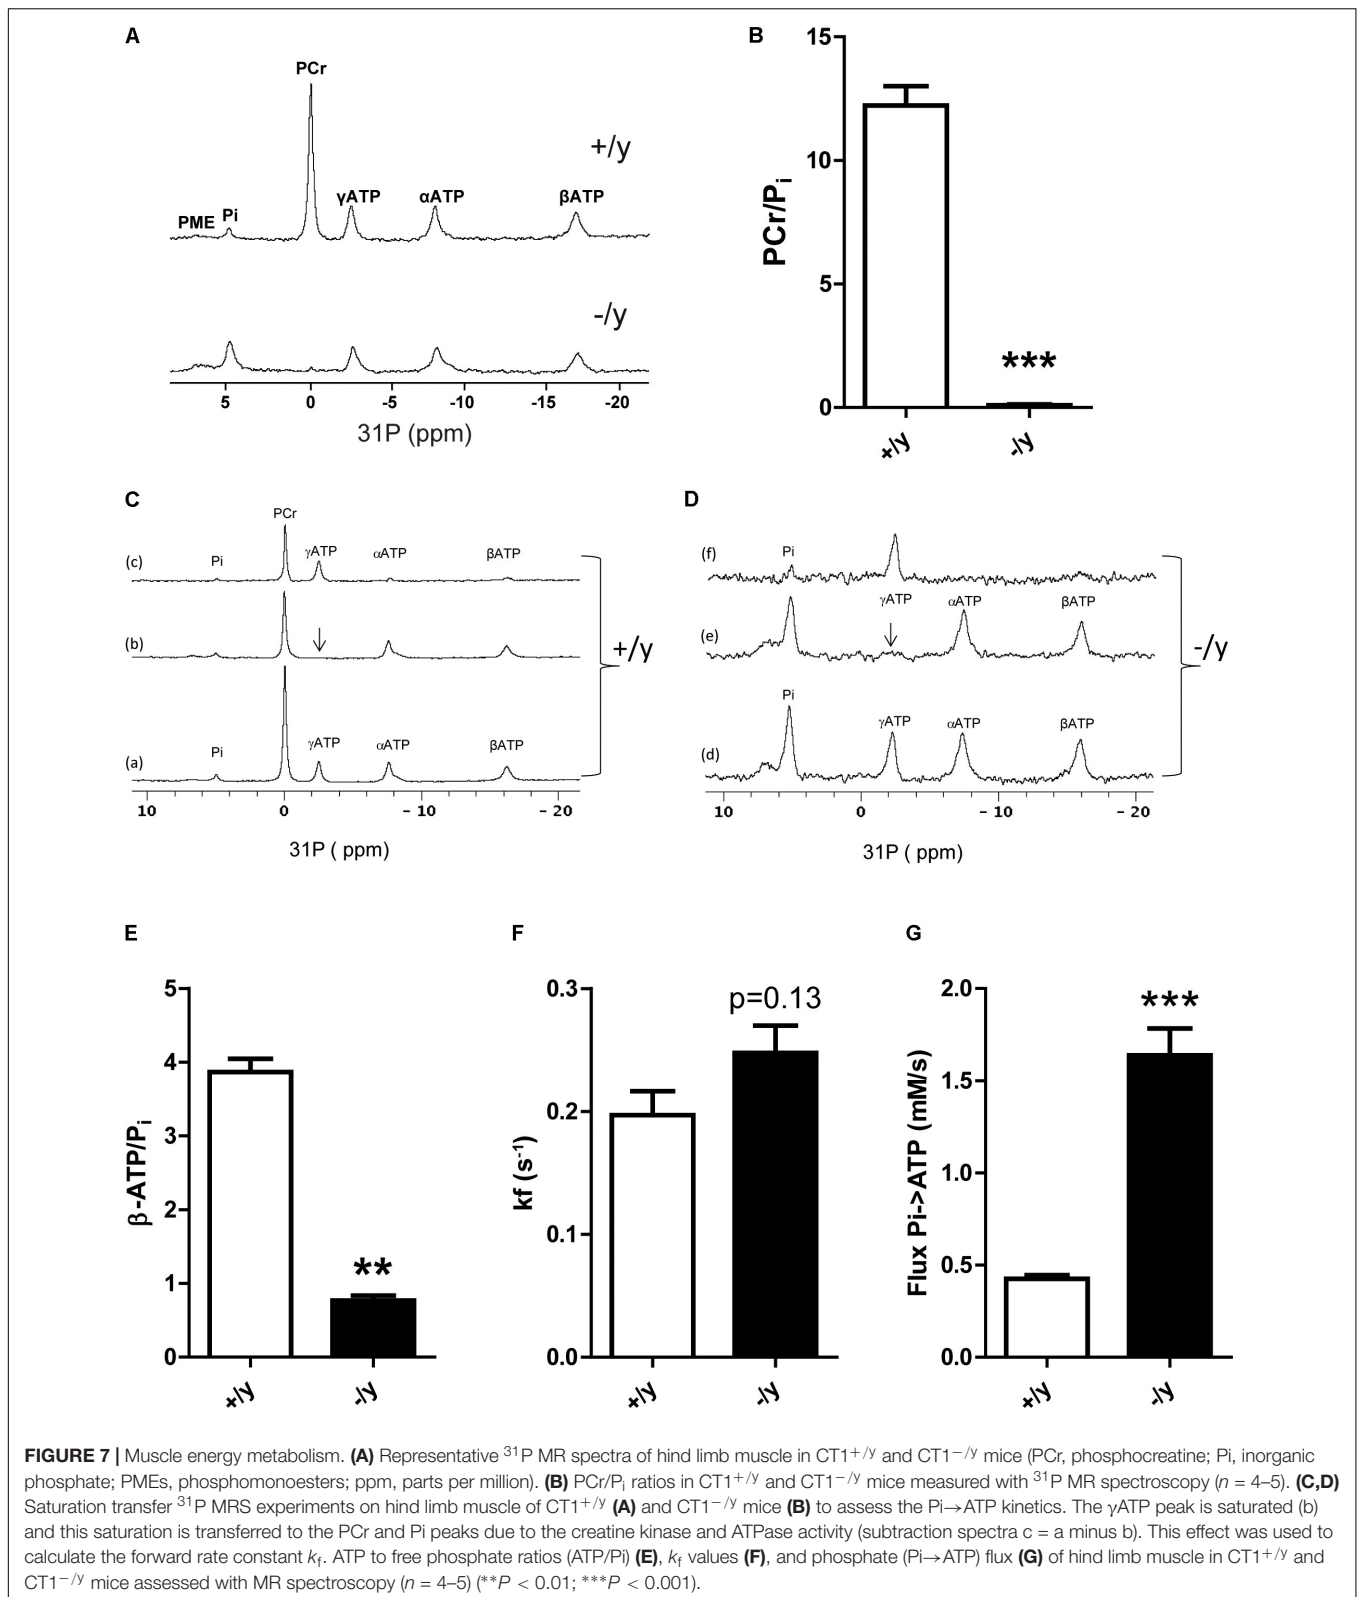 A
PCr
+/y
PME Pi γATP αATP βATP
-/y
5 0 -5 -10 -15 -20
31P (ppm)
B
15
10
5
0
PCr/Pi
***
+/y -/y
C
PCr
(c) Pi γATP αATP βATP
(b)
+/y
(a) Pi γATP αATP βATP
10 0 - 10 - 20
31P ( ppm)
D
(f) Pi
γATP αATP βATP
(e)
-/y
Pi
(d) γATP αATP βATP
10 0 - 10 - 20
31P ( ppm)
E
5
4
3
2
1
0
β-ATP/Pi
**
+/y -/y
F
0.3
0.2
0.1
0.0
kf (s-1)
p=0.13
+/y -/y
G
2.0
1.5
1.0
0.5
0.0
Flux Pi->ATP (mM/s)
***
+/y -/y
FIGURE 7 | Muscle energy metabolism. (A) Representative 31P MR spectra of hind limb muscle in CT1+/y and CT1−/y mice (PCr, phosphocreatine; Pi, inorganic
phosphate; PMEs, phosphomonoesters; ppm, parts per million). (B) PCr/Pi ratios in CT1+/y and CT1−/y mice measured with 31P MR spectroscopy (n = 4–5). (C,D)
Saturation transfer 31P MRS experiments on hind limb muscle of CT1+/y (A) and CT1−/y mice (B) to assess the Pi→ATP kinetics. The γATP peak is saturated (b)
and this saturation is transferred to the PCr and Pi peaks due to the creatine kinase and ATPase activity (subtraction spectra c = a minus b). This effect was used to
calculate the forward rate constant kf. ATP to free phosphate ratios (ATP/Pi) (E), kf values (F), and phosphate (Pi→ATP) flux (G) of hind limb muscle in CT1+/y and
CT1−/y mice assessed with MR spectroscopy (n = 4–5) (**P < 0.01; ***P < 0.001).